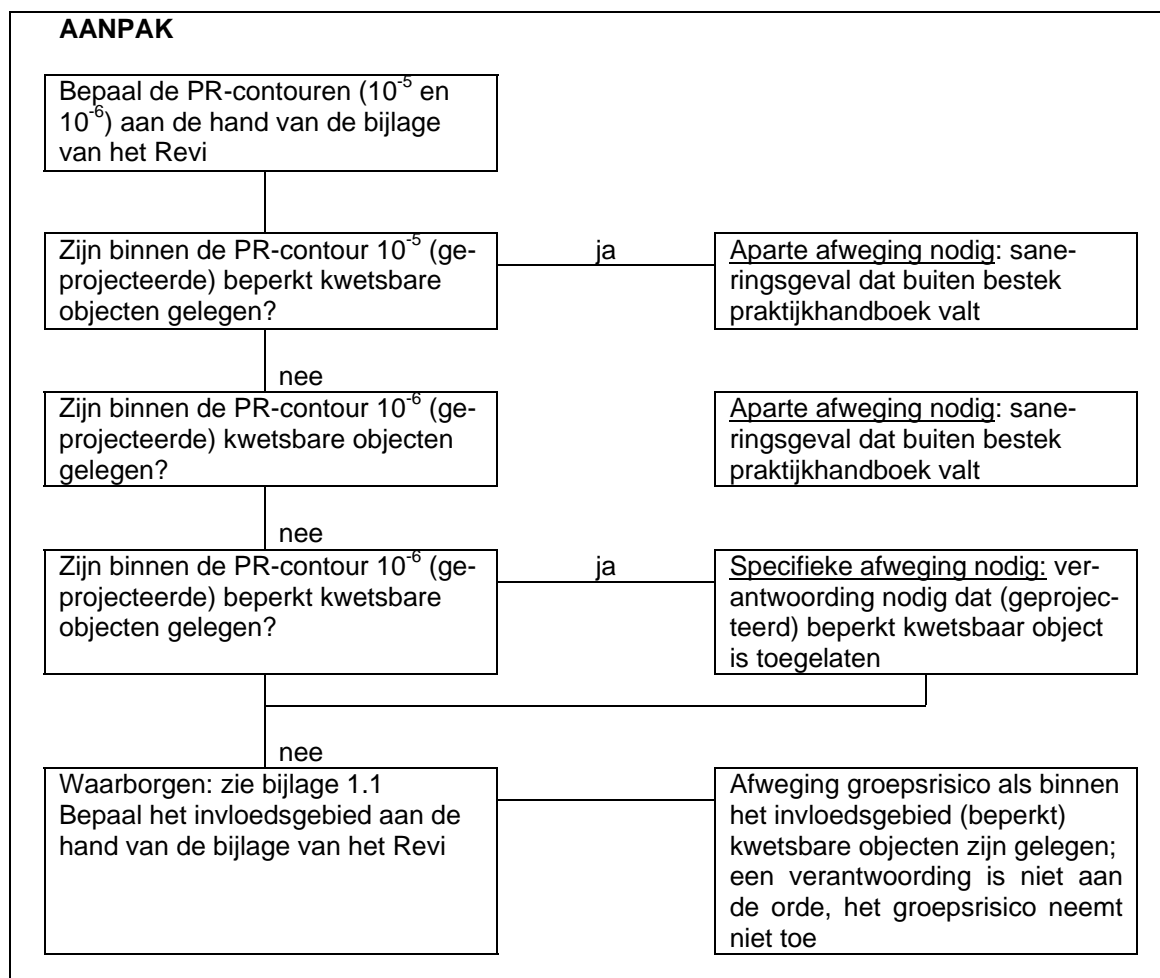 AANPAK
Bepaal de PR-contouren (10⁻⁵ en
10⁻⁶) aan de hand van de bijlage
van het Revi
Zijn binnen de PR-contour 10⁻⁵ (ge-
projecteerde) beperkt kwetsbare
objecten gelegen?
ja
Aparte afweging nodig: sane-
ringsgeval dat buiten bestek
praktijkhandboek valt
nee
Zijn binnen de PR-contour 10⁻⁶ (ge-
projecteerde) kwetsbare objecten
gelegen?
Aparte afweging nodig: sane-
ringsgeval dat buiten bestek
praktijkhandboek valt
nee
Zijn binnen de PR-contour 10⁻⁶ (ge-
projecteerde) beperkt kwetsbare
objecten gelegen?
ja
Specifieke afweging nodig: ver-
antwoording nodig dat (geprojec-
teerd) beperkt kwetsbaar object
is toegelaten
nee
Waarborgen: zie bijlage 1.1
Bepaal het invloedsgebied aan de
hand van de bijlage van het Revi
Afweging groepsrisico als binnen
het invloedsgebied (beperkt)
kwetsbare objecten zijn gelegen;
een verantwoording is niet aan
de orde, het groepsrisico neemt
niet toe